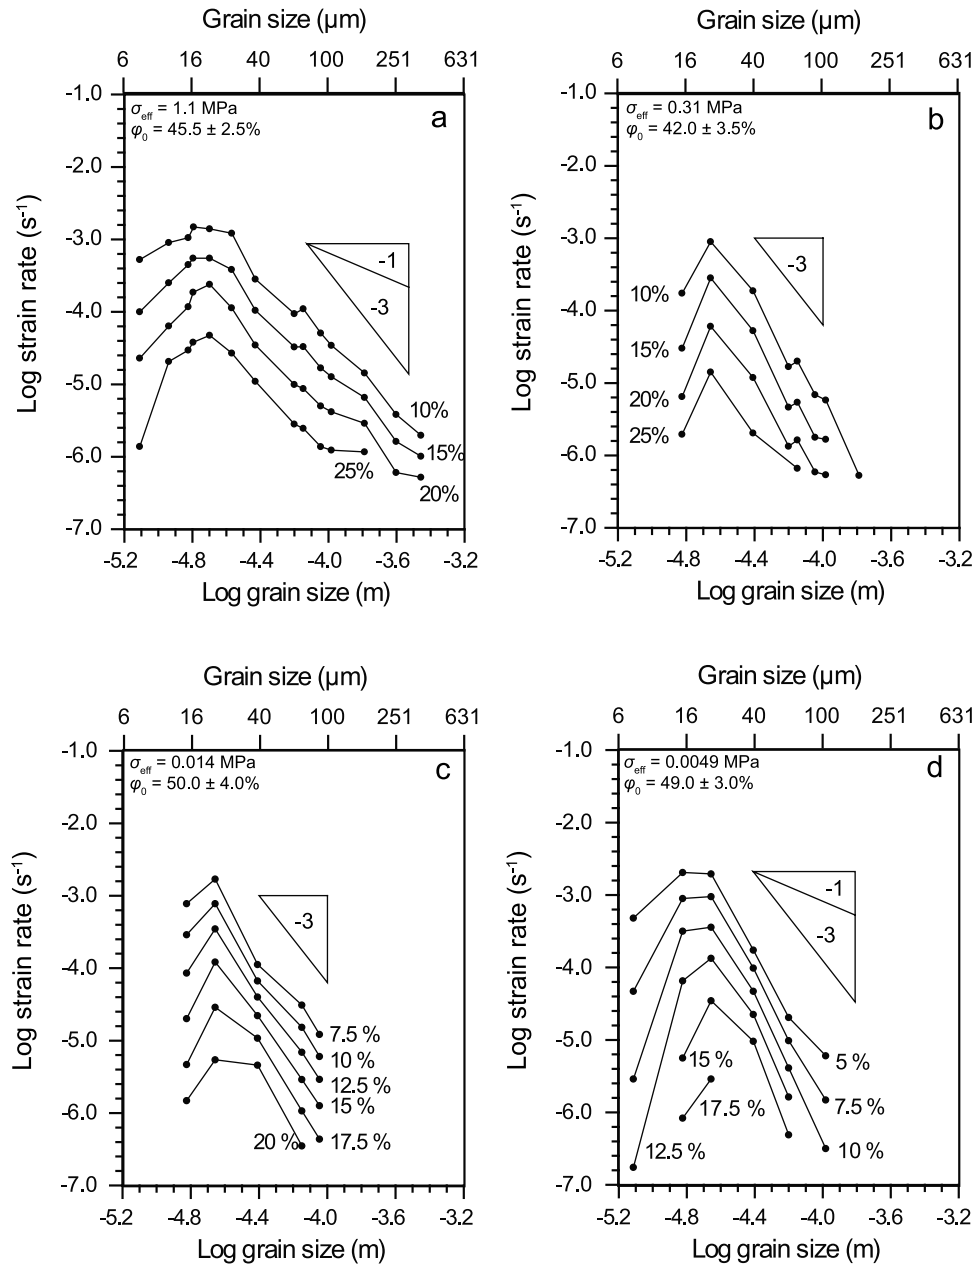 Grain size (µm)
6 16 40 100 251 631
-1.0
-2.0
-3.0
-4.0
-5.0
-6.0
-7.0
Log strain rate (s⁻¹)
σeff = 1.1 MPa
φ0 = 45.5 ± 2.5%
a
-1
-3
10%
15%
25%
20%
-5.2 -4.8 -4.4 -4.0 -3.6 -3.2
Log grain size (m)
Grain size (µm)
6 16 40 100 251 631
-1.0
-2.0
-3.0
-4.0
-5.0
-6.0
-7.0
Log strain rate (s⁻¹)
σeff = 0.31 MPa
φ0 = 42.0 ± 3.5%
b
-3
10%
15%
20%
25%
-5.2 -4.8 -4.4 -4.0 -3.6 -3.2
Log grain size (m)
Grain size (µm)
6 16 40 100 251 631
-1.0
-2.0
-3.0
-4.0
-5.0
-6.0
-7.0
Log strain rate (s⁻¹)
σeff = 0.014 MPa
φ0 = 50.0 ± 4.0%
c
-3
7.5 %
10 %
12.5 %
15 %
20 % 17.5 %
-5.2 -4.8 -4.4 -4.0 -3.6 -3.2
Log grain size (m)
Grain size (µm)
6 16 40 100 251 631
-1.0
-2.0
-3.0
-4.0
-5.0
-6.0
-7.0
Log strain rate (s⁻¹)
σeff = 0.0049 MPa
φ0 = 49.0 ± 3.0%
d
-1
-3
15 % 5 %
17.5 % 7.5 %
12.5 % 10 %
-5.2 -4.8 -4.4 -4.0 -3.6 -3.2
Log grain size (m)